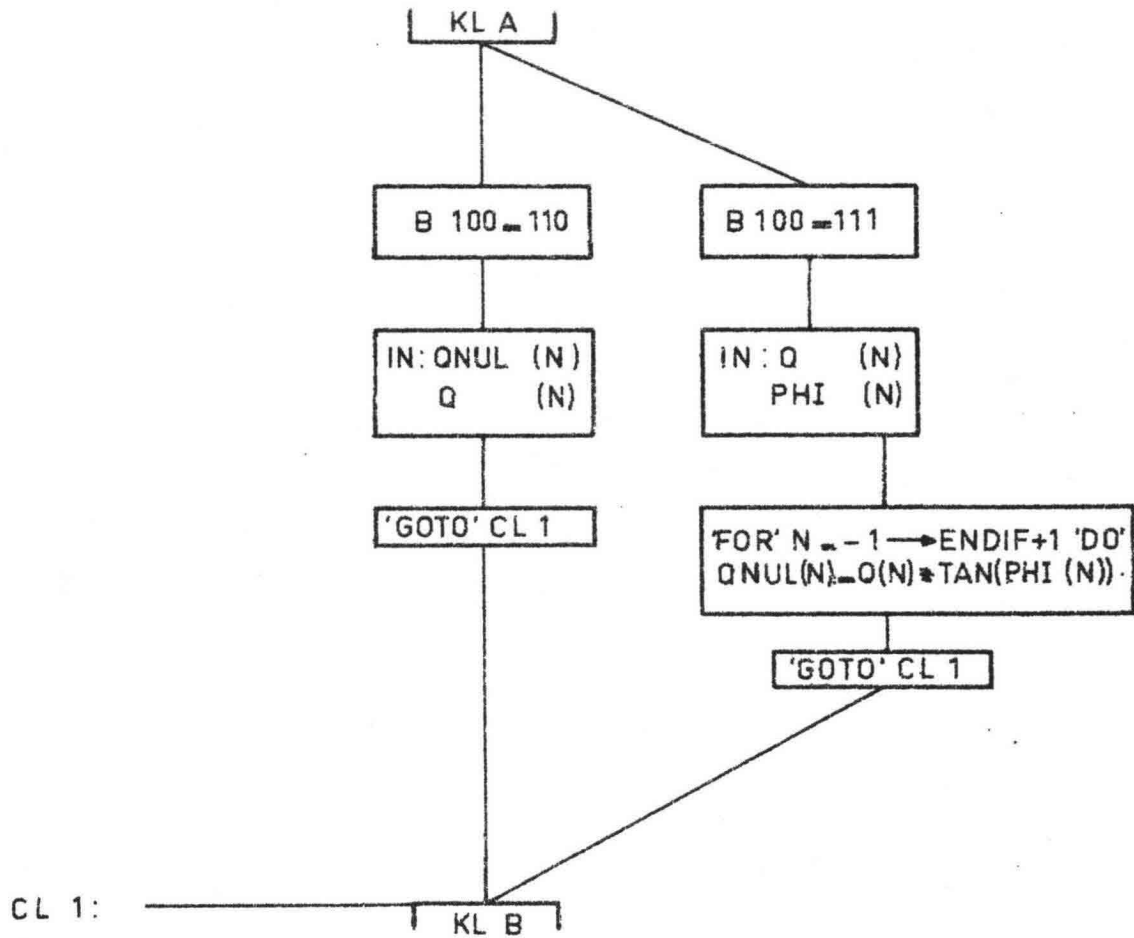 KL A
B 100=110
B 100=111
IN: QNUL (N)
Q (N)
IN: Q (N)
PHI (N)
'GOTO' CL 1
'FOR' N = -1 → ENDIF+1 'DO'
QNUL(N)=Q(N)*TAN(PHI (N)).
'GOTO' CL 1
CL 1:
KL B